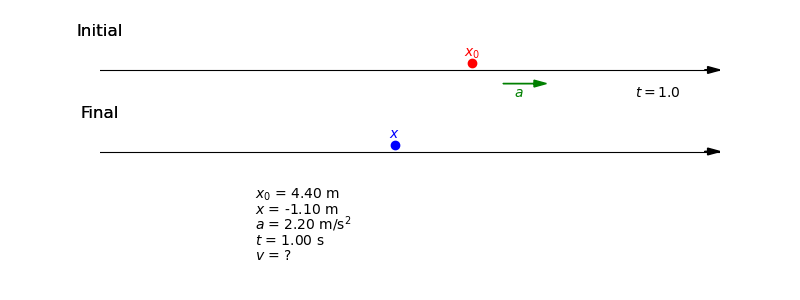 Initial
x₀
a
t = 1.0
Final
x
x₀ = 4.40 m
x = -1.10 m
a = 2.20 m/s²
t = 1.00 s
v = ?